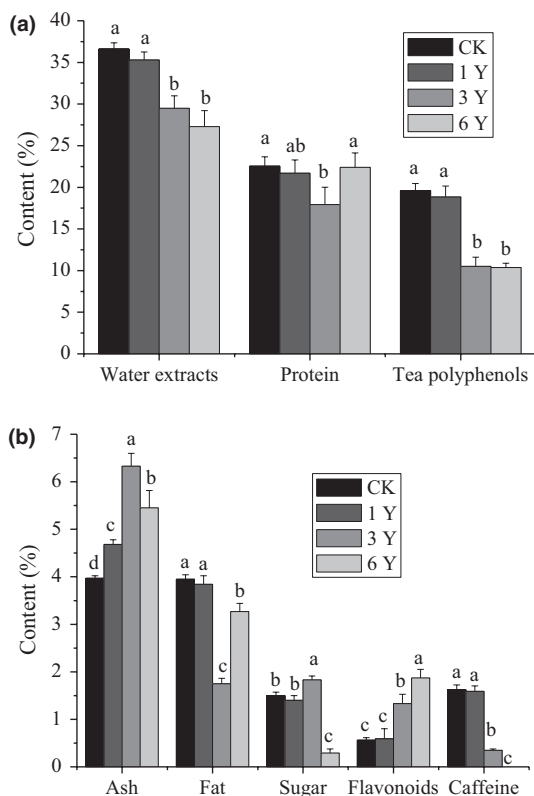 (a)
40
35
30
25
20
15
10
5
0
Content (%)
a a b b
a ab b a
a a b b
CK
1 Y
3 Y
6 Y
Water extracts Protein Tea polyphenols
(b)
7
6
5
4
3
2
1
0
Content (%)
d c a b
a a c b
b b a c
c c b a
a a b c
CK
1 Y
3 Y
6 Y
Ash Fat Sugar Flavonoids Caffeine